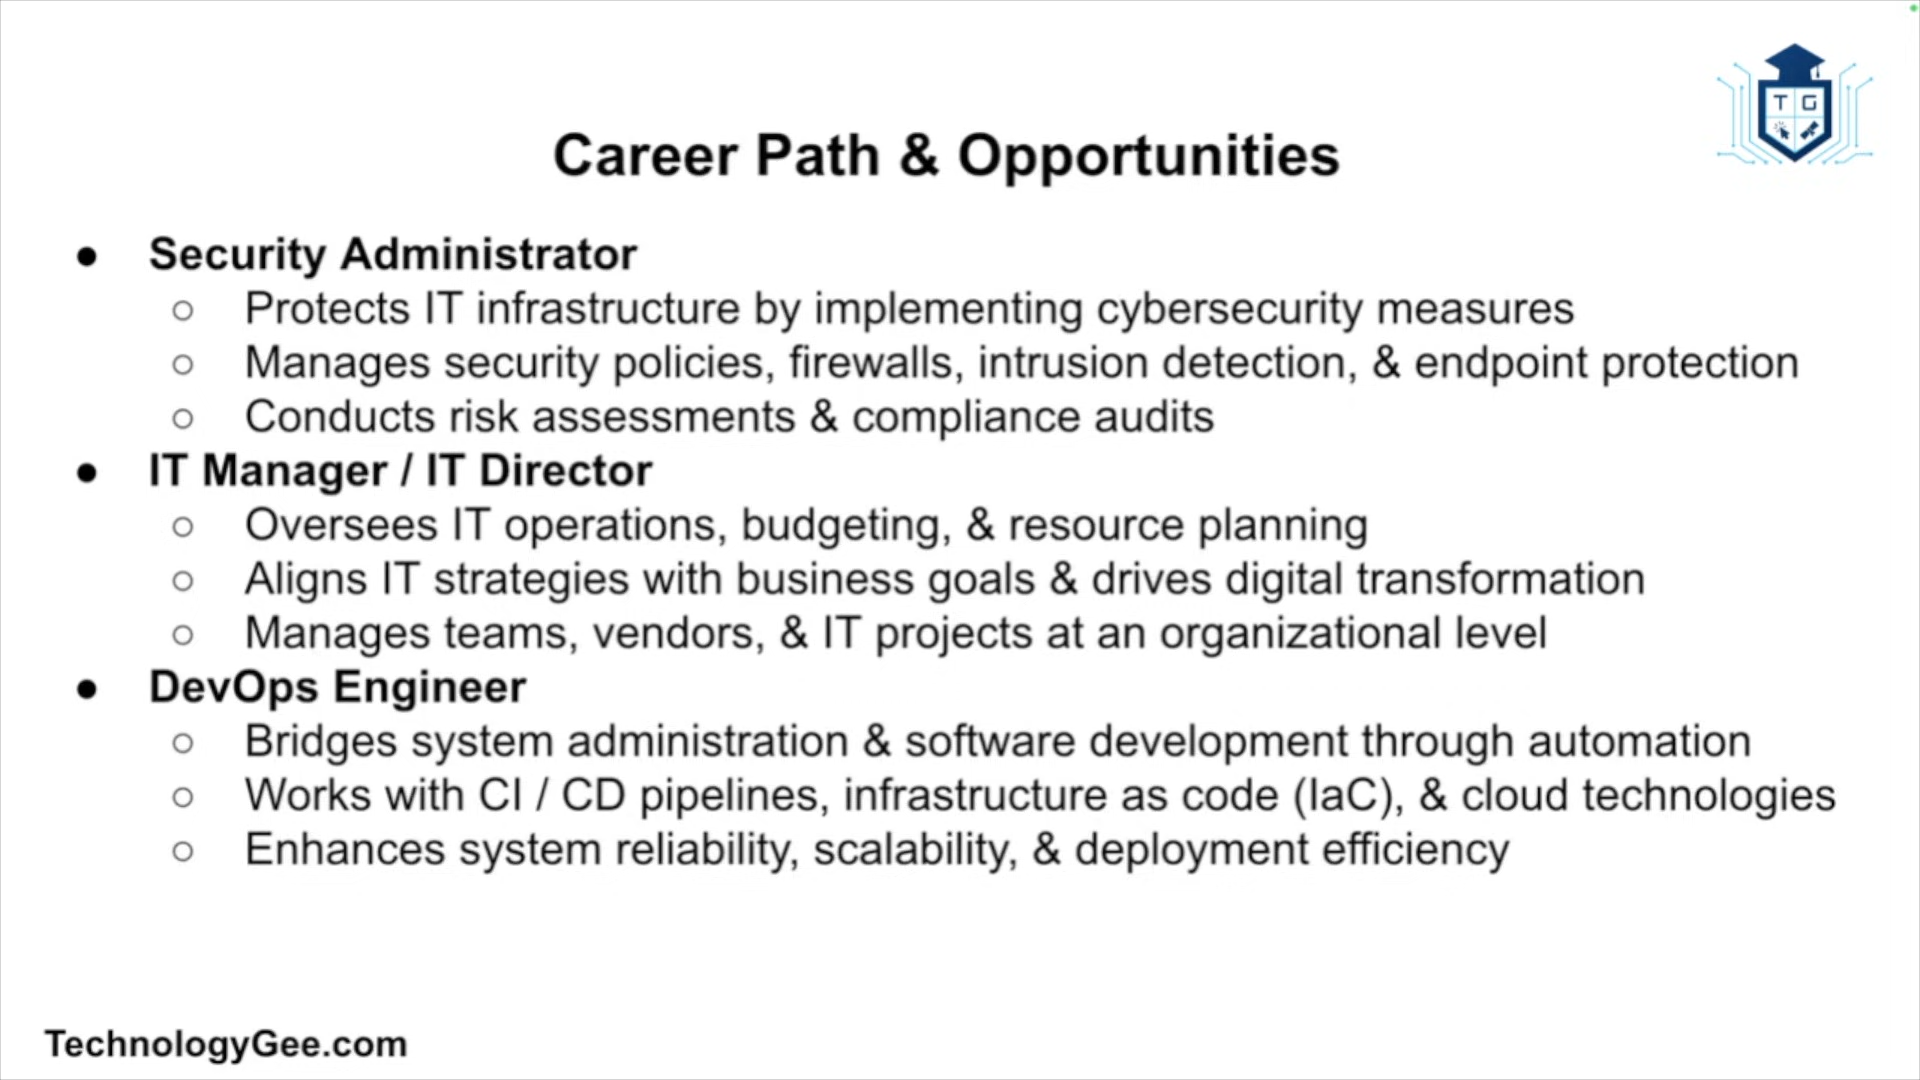 T G
Career Path & Opportunities
● Security Administrator
○ Protects IT infrastructure by implementing cybersecurity measures
○ Manages security policies, firewalls, intrusion detection, & endpoint protection
○ Conducts risk assessments & compliance audits
● IT Manager / IT Director
○ Oversees IT operations, budgeting, & resource planning
○ Aligns IT strategies with business goals & drives digital transformation
○ Manages teams, vendors, & IT projects at an organizational level
● DevOps Engineer
○ Bridges system administration & software development through automation
○ Works with CI / CD pipelines, infrastructure as code (IaC), & cloud technologies
○ Enhances system reliability, scalability, & deployment efficiency
TechnologyGee.com